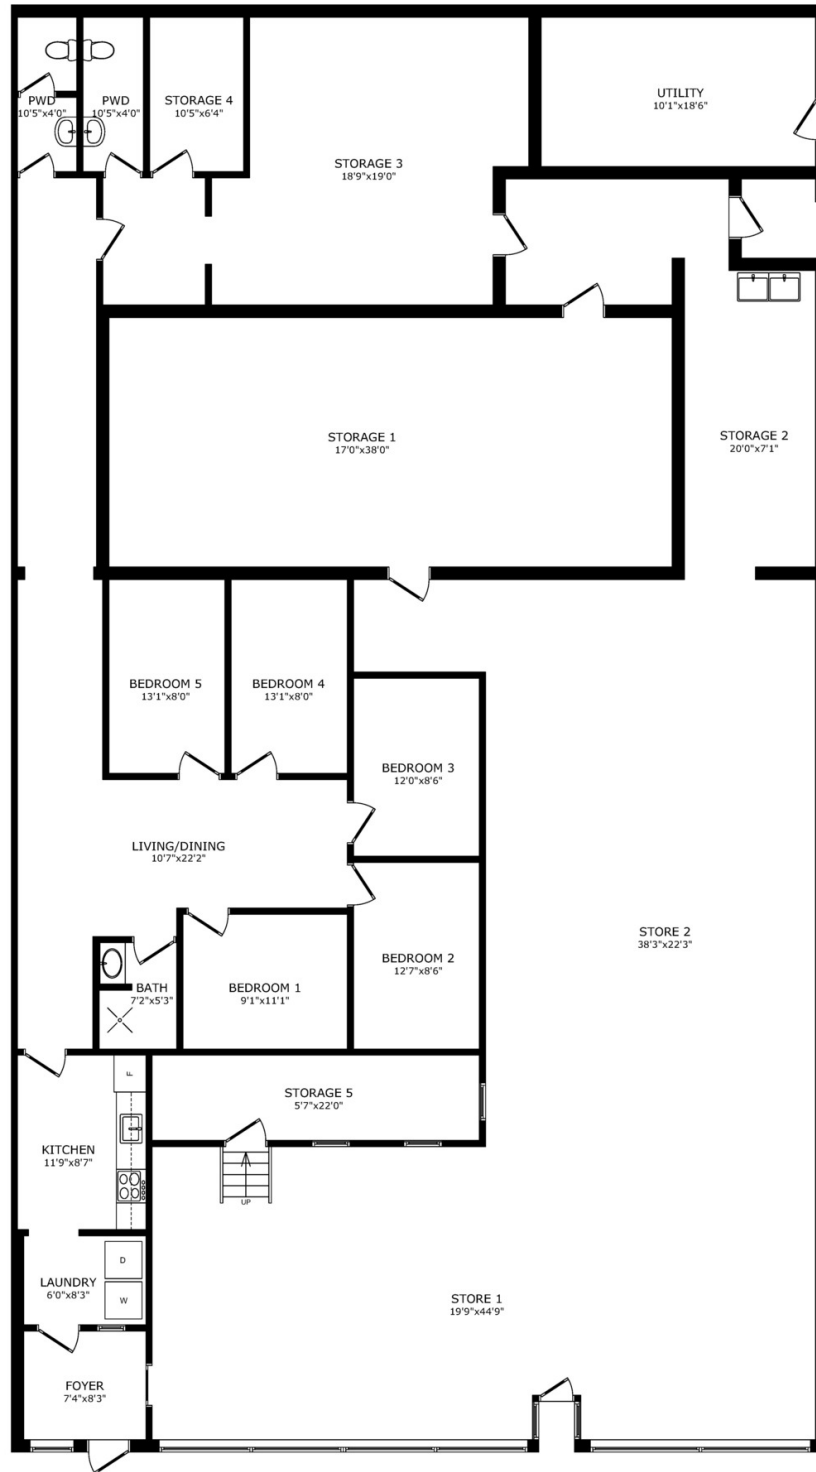 PWD
10'5"x4'0"
PWD
10'5"x4'0"
STORAGE 4
10'5"x6'4"
STORAGE 3
18'9"x19'0"
UTILITY
10'1"x18'6"
STORAGE 1
17'0"x38'0"
STORAGE 2
20'0"x7'1"
BEDROOM 5
13'1"x8'0"
BEDROOM 4
13'1"x8'0"
BEDROOM 3
12'0"x8'6"
LIVING/DINING
10'7"x22'2"
STORE 2
38'3"x22'3"
BEDROOM 2
12'7"x8'6"
BATH
7'2"x5'3"
BEDROOM 1
9'1"x11'1"
F
STORAGE 5
5'7"x22'0"
KITCHEN
11'9"x8'7"
UP
D
LAUNDRY
6'0"x8'3"
W
STORE 1
19'9"x44'9"
FOYER
7'4"x8'3"